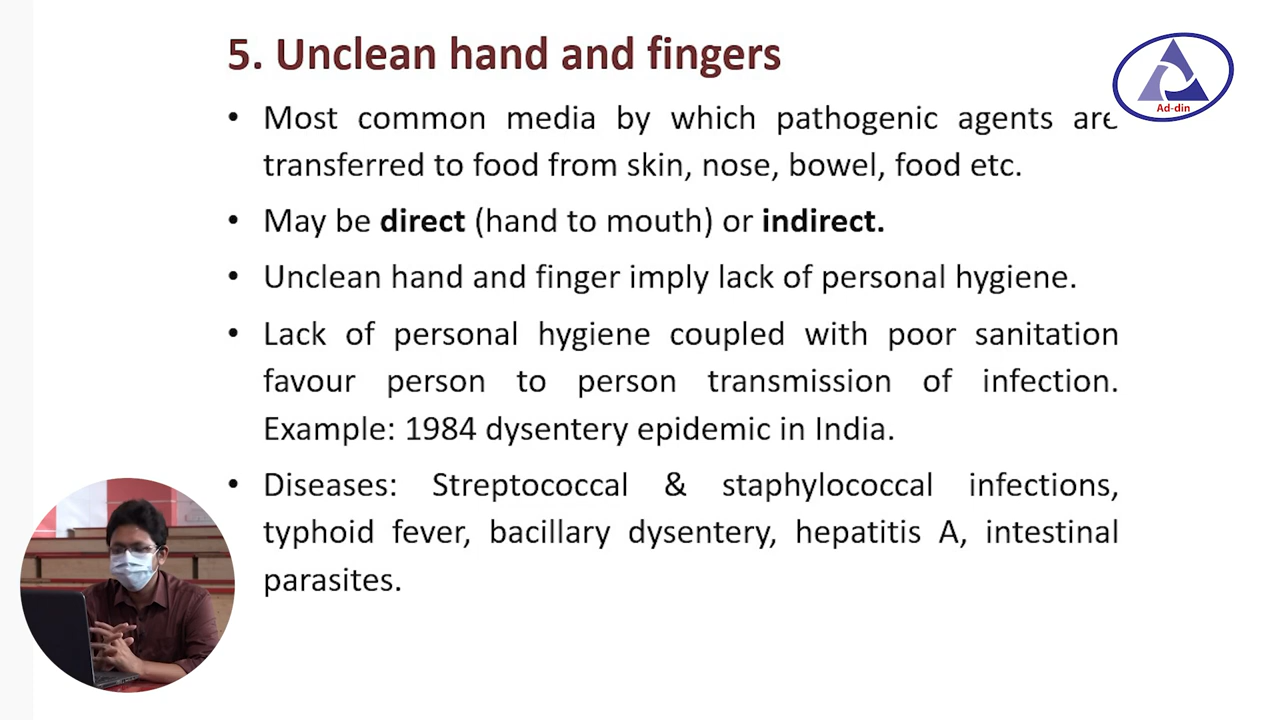 5. Unclean hand and fingers
Ad-din
• Most common media by which pathogenic agents are
transferred to food from skin, nose, bowel, food etc.
• May be direct (hand to mouth) or indirect.
• Unclean hand and finger imply lack of personal hygiene.
• Lack of personal hygiene coupled with poor sanitation
favour person to person transmission of infection.
Example: 1984 dysentery epidemic in India.
• Diseases: Streptococcal & staphylococcal infections,
typhoid fever, bacillary dysentery, hepatitis A, intestinal
parasites.